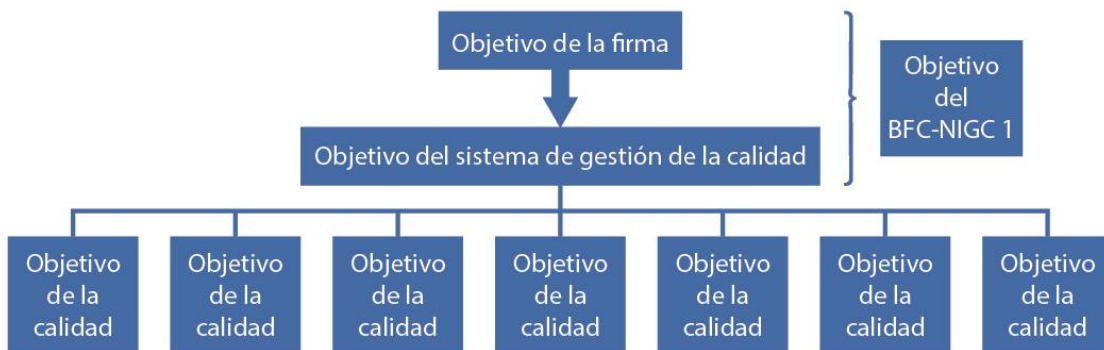 Objetivo de la firma
Objetivo
del
BFC-NIGC 1
Objetivo del sistema de gestión de la calidad
Objetivo
de la
calidad
Objetivo
de la
calidad
Objetivo
de la
calidad
Objetivo
de la
calidad
Objetivo
de la
calidad
Objetivo
de la
calidad
Objetivo
de la
calidad